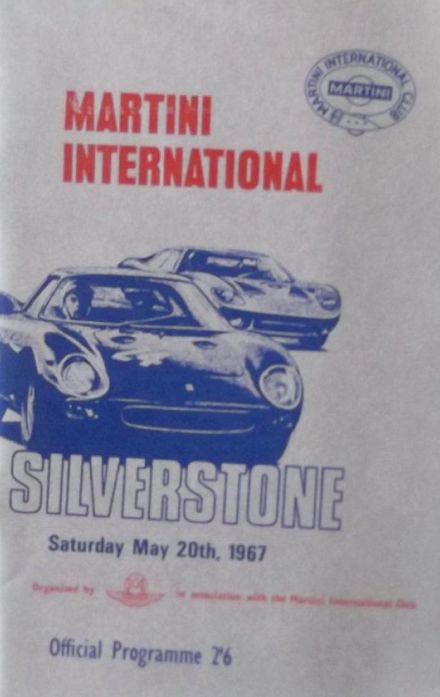 MARTINI INTERNATIONAL CLUB
MARTINI
MARTINI
INTERNATIONAL
SILVERSTONE
Saturday May 20th, 1967
Organised by
in association with the Martini International Club
Official Programme 2'6